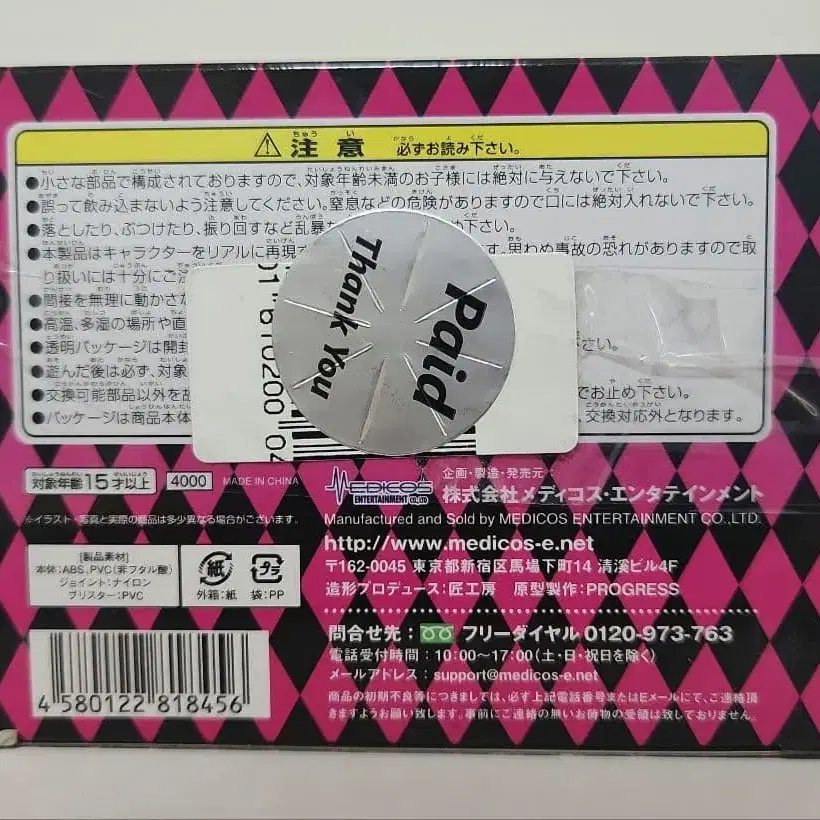 注意 必ずお読み下さい。
●小さな部品で構成されておりますので、対象年齢未満のお子様には絶対に与えないで下さい。
●誤って飲み込まないよう注意してください。窒息などの危険がありますので口には絶対入れないで下さい。
●落としたり、ぶつけたり、振り回すなど乱暴な め下さい。
●本製品はキャラクターをリアルに再現 す。思わぬ事故の恐れがありますので取
り扱いには十分にご
●間接を無理に動かさな
●高温、多湿の場所や直
●透明パッケージは開封 さい。
●遊んだ後は必ず、対象
●交換可能部品以外を でお止め下さい。
●パッケージは商品本体 、交換対応外となります。
Thank You
Paid
対象年齢15才以上 4000 MADE IN CHINA
※イラスト・写真と実際の商品は多少異なる場合がございます。
MEDICOS
ENTERTAINMENT
企画・製造・発売元:
株式会社メディコス・エンタテインメント
Manufactured and Sold by MEDICOS ENTERTAINMENT CO.,LTD.
http://www.medicos-e.net
〒162-0045 東京都新宿区馬場下町14 清溪ビル4F
造形プロデュース:匠工房 原型製作:PROGRESS
[製品素材]
本体:ABS、PVC(非フタル酸)
ジョイント:ナイロン
ブリスター:PVC
紙
外箱:紙
プラ
袋:PP
問合せ先: フリーダイヤル 0120-973-763
電話受付時間:10:00〜17:00(土・日・祝日を除く)
メールアドレス:support@medicos-e.net
商品の初期不良等につきましては、必ず上記電話番号またはEメールにて、ご連絡頂
きますようお願い致します。事前にご連絡の無いお荷物の受領は致しておりません。
4 580122 818456